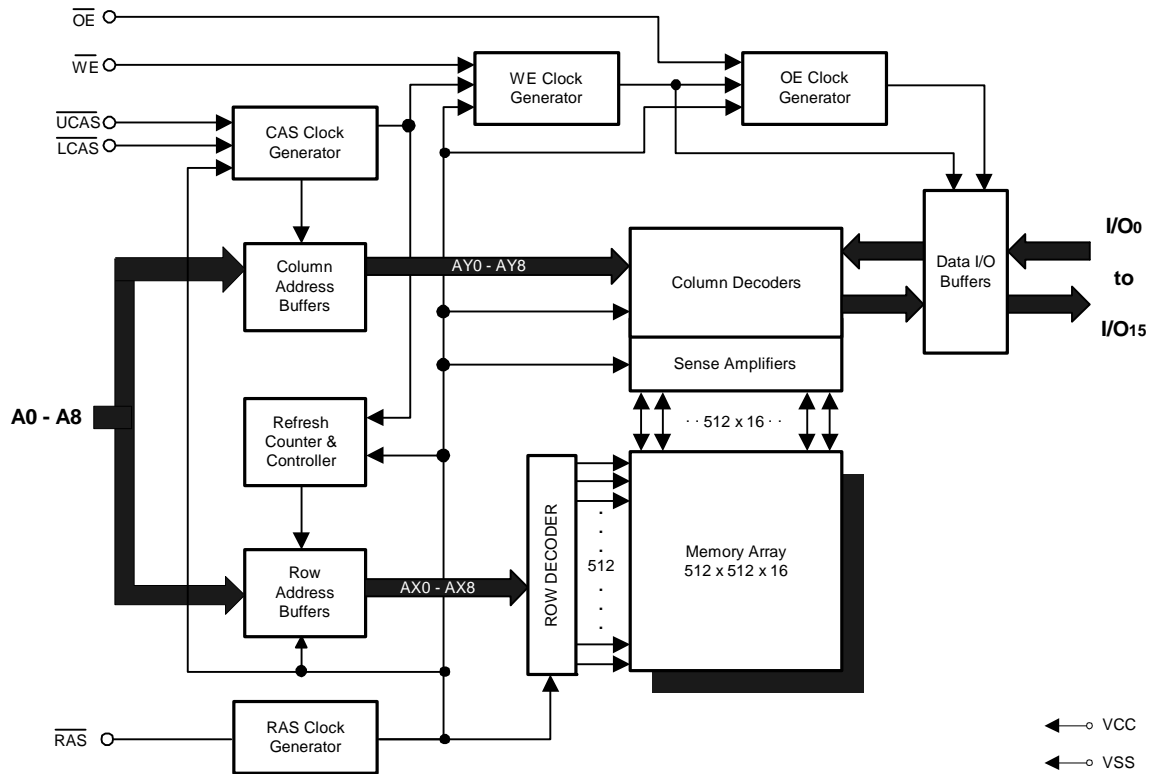 OE
WE
UCAS
LCAS
WE Clock
Generator
OE Clock
Generator
CAS Clock
Generator
I/O0
to
I/O15
Column
Address
Buffers
AY0 - AY8
Column Decoders
Data I/O
Buffers
Sense Amplifiers
A0 - A8
Refresh
Counter &
Controller
· · 512 x 16 · ·
ROW DECODER
512
Memory Array
512 x 512 x 16
Row
Address
Buffers
AX0 - AX8
RAS
RAS Clock
Generator
VCC
VSS